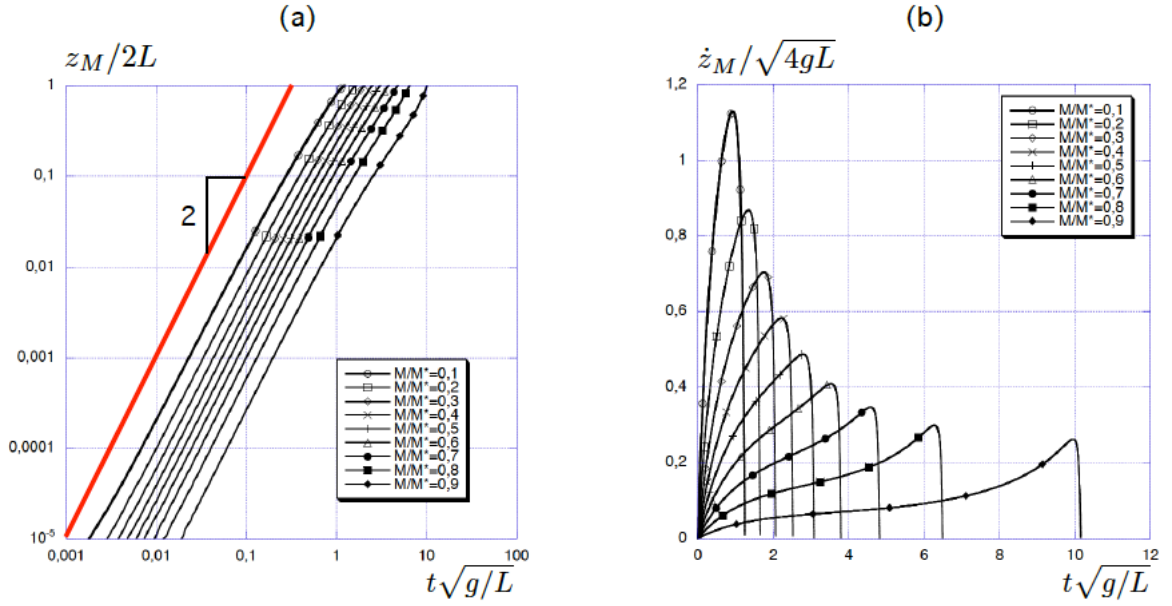 (a)
z_M/2L
1
0,1
0,01
0,001
0,0001
10^-5
2
M/M*=0,1
M/M*=0,2
M/M*=0,3
M/M*=0,4
M/M*=0,5
M/M*=0,6
M/M*=0,7
M/M*=0,8
M/M*=0,9
0,001 0,01 0,1 1 10 100
t√g/L
(b)
ż_M/√4gL
1,2
1
0,8
0,6
0,4
0,2
0
M/M*=0,1
M/M*=0,2
M/M*=0,3
M/M*=0,4
M/M*=0,5
M/M*=0,6
M/M*=0,7
M/M*=0,8
M/M*=0,9
0 2 4 6 8 10 12
t√g/L